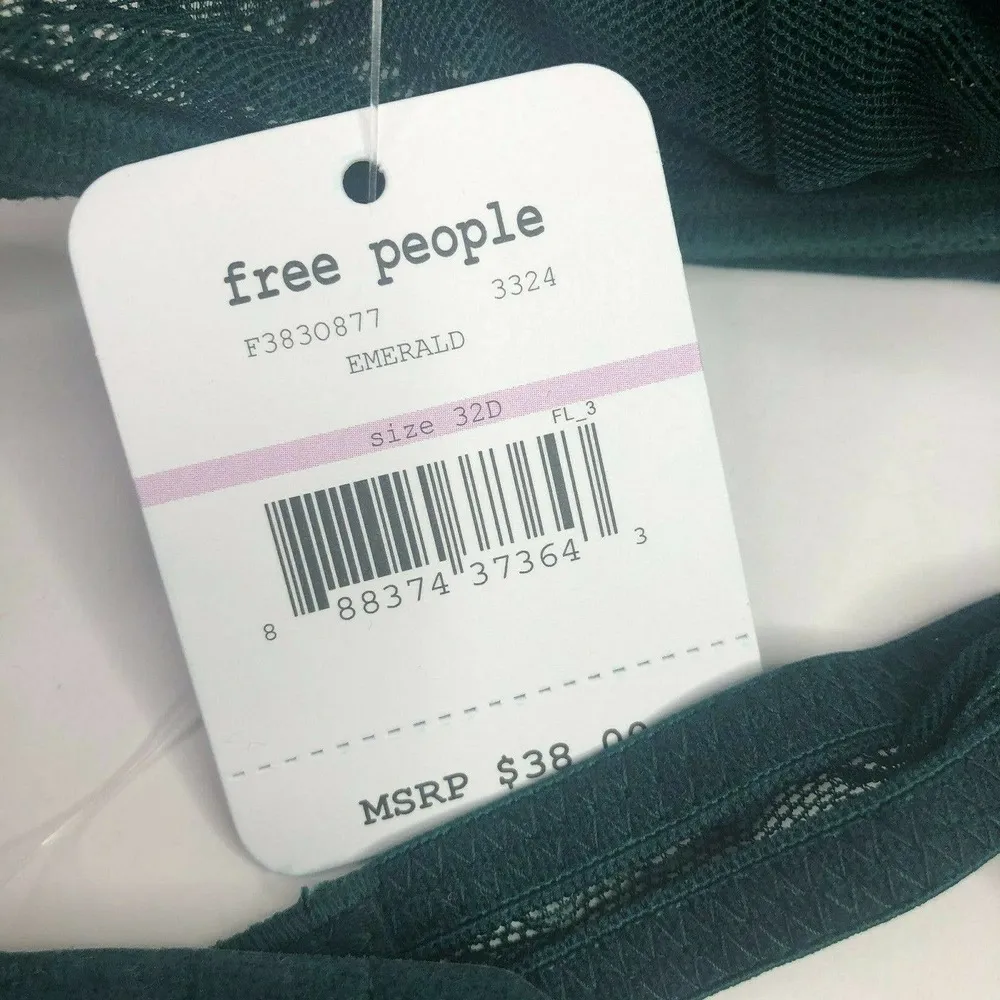 free people
F3830877 3324
EMERALD
size 32D
FL_3
8 88374 37364 3
MSRP $38.00